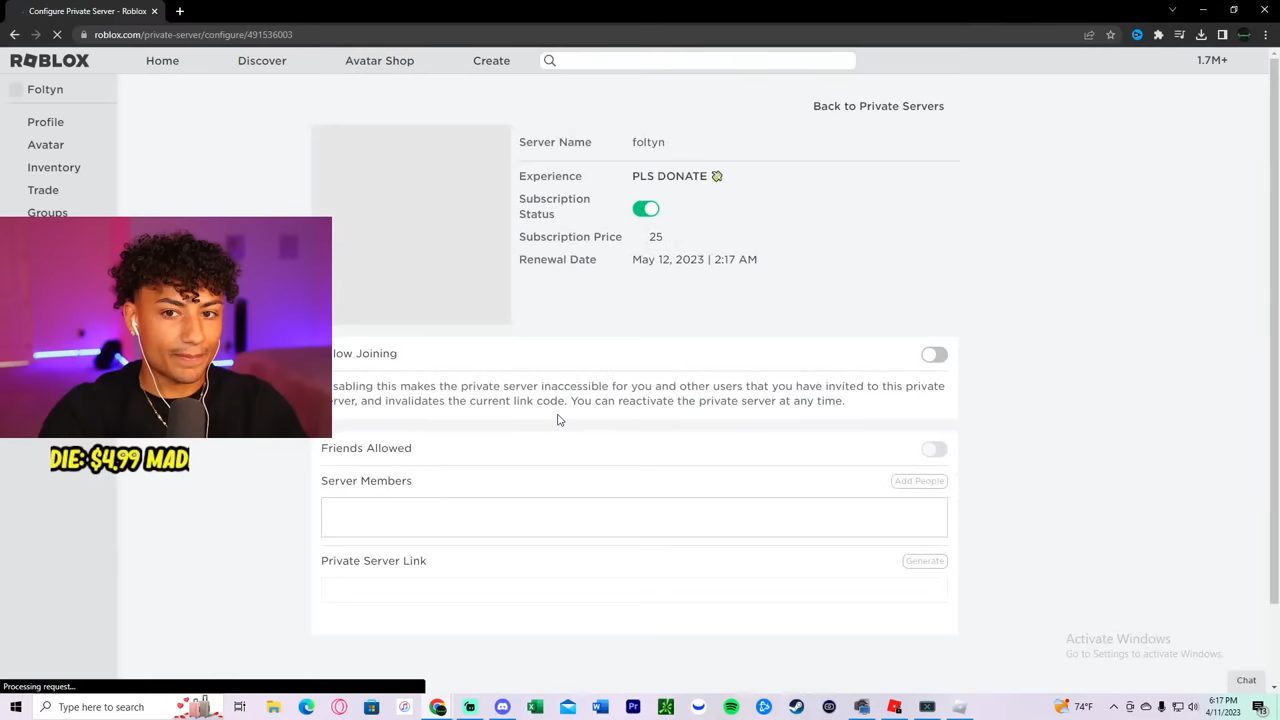 Configure Private Server - Roblox
roblox.com/private-server/configure/491536003
ROBLOX
Home
Discover
Avatar Shop
Create
1.7M+
Foltyn
Profile
Avatar
Inventory
Trade
Groups
Back to Private Servers
Server Name
foltyn
Experience
PLS DONATE
Subscription
Status
Subscription Price
25
Renewal Date
May 12, 2023 | 2:17 AM
low Joining
sabling this makes the private server inaccessible for you and other users that you have invited to this private
erver, and invalidates the current link code. You can reactivate the private server at any time.
DIE: $4.99 MAD
Friends Allowed
Server Members
Add People
Private Server Link
Generate
Activate Windows
Go to Settings to activate Windows.
Chat
Processing request...
Type here to search
74°F
6:17 PM
4/11/2023